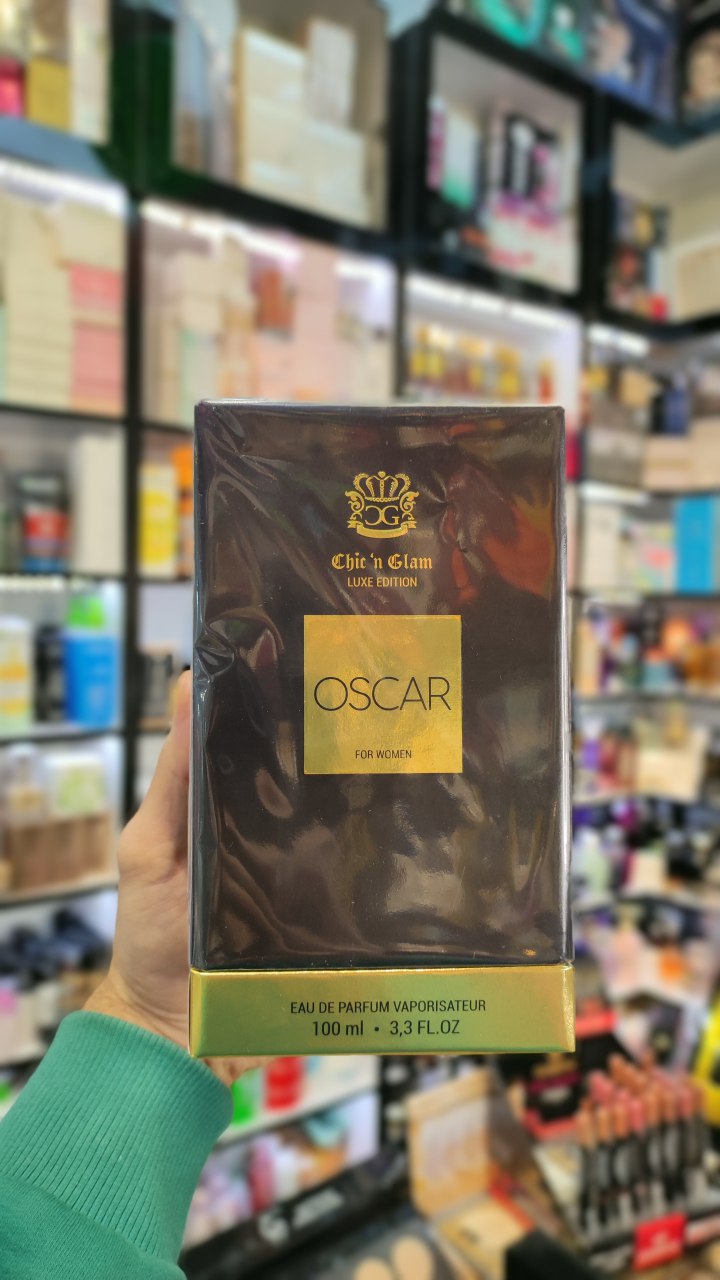 CG
Chic 'n Glam
LUXE EDITION
OSCAR
FOR WOMEN
EAU DE PARFUM VAPORISATEUR
100 ml • 3,3 FL.OZ